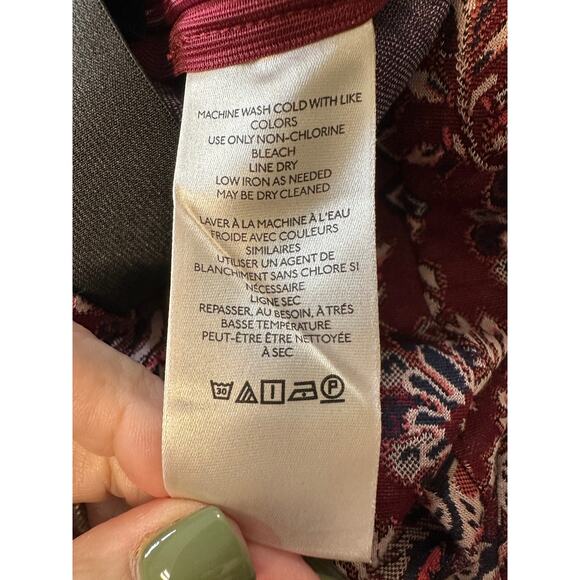 MACHINE WASH COLD WITH LIKE
COLORS
USE ONLY NON-CHLORINE
BLEACH
LINE DRY
LOW IRON AS NEEDED
MAY BE DRY CLEANED
LAVER À LA MACHINE À L'EAU
FROIDE AVEC COULEURS
SIMILAIRES
UTILISER UN AGENT DE
BLANCHIMENT SANS CHLORE SI
NÉCESSAIRE
LIGNE SEC
REPASSER, AU BESOIN, À TRÉS
BASSE TEMPÉRATURE
PEUT-ÊTRE ÊTRE NETTOYÉE
À SEC
30 P